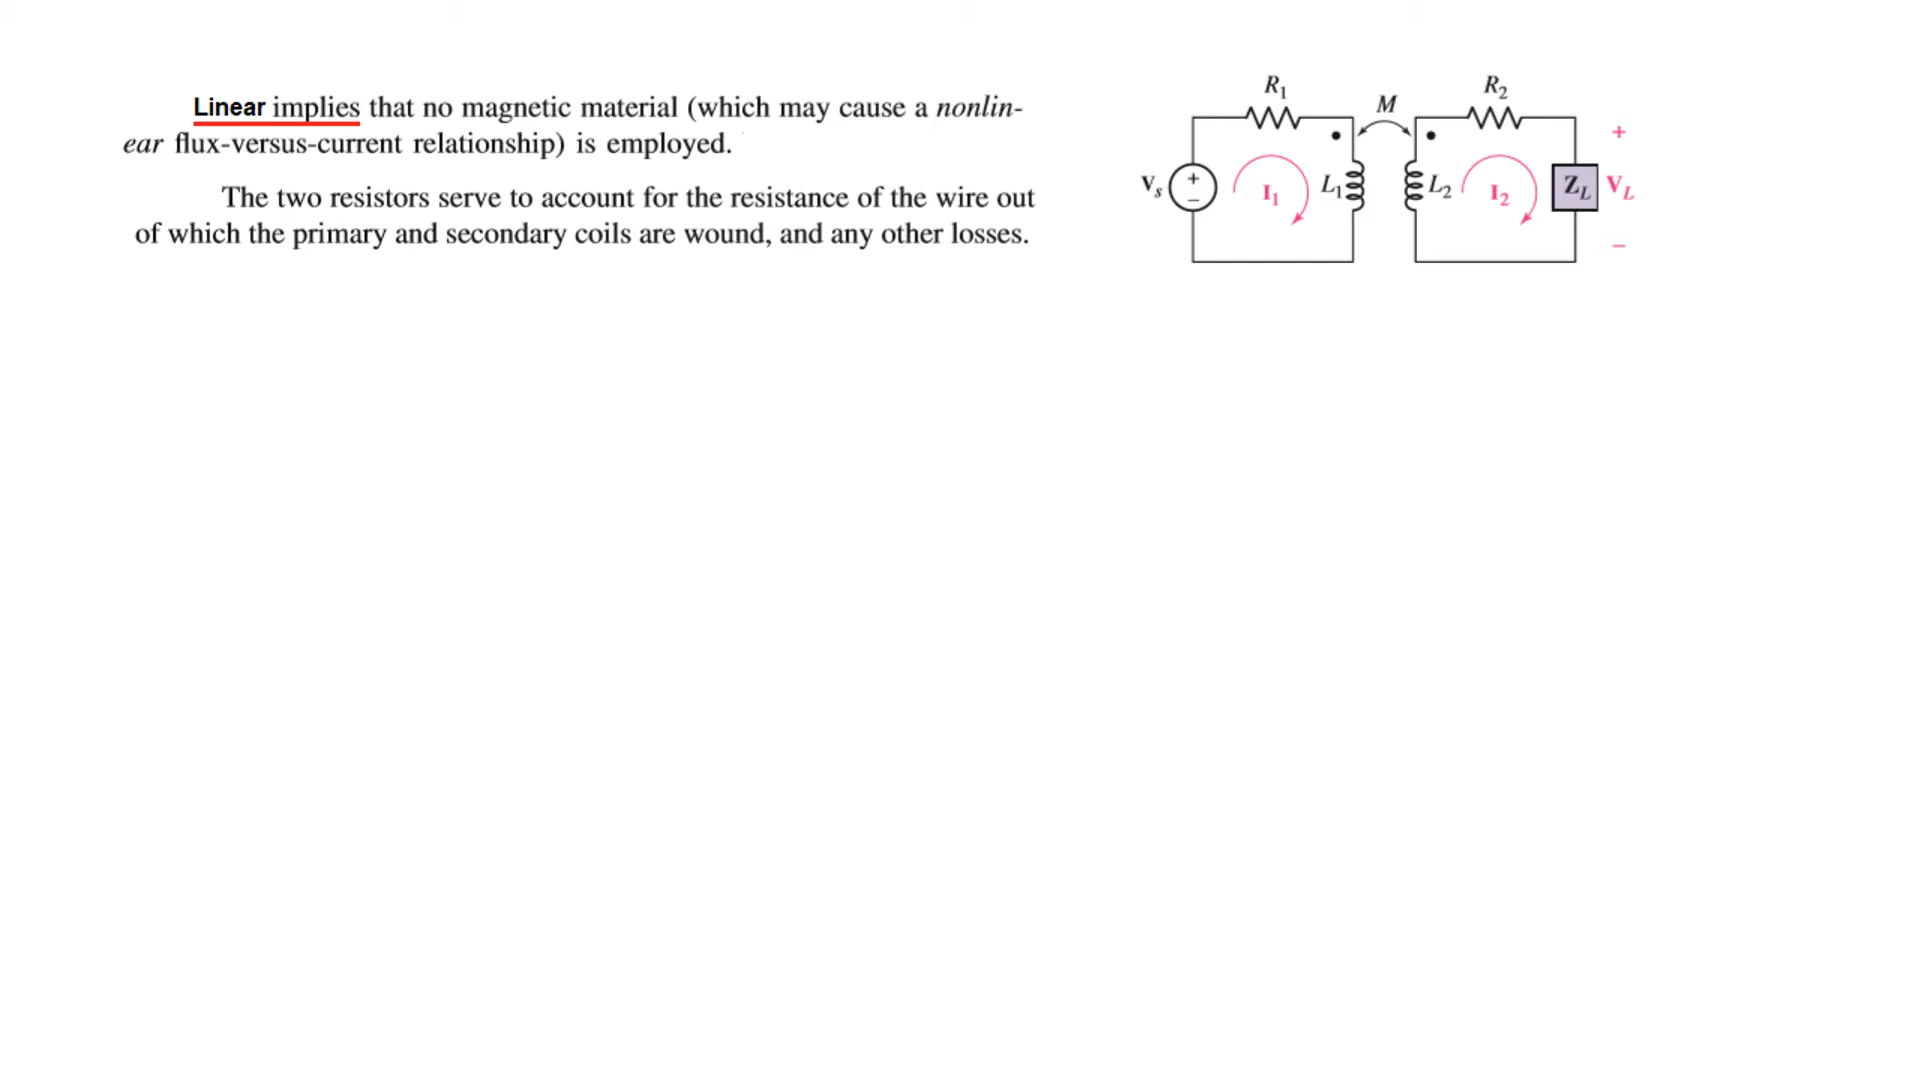 Linear implies that no magnetic material (which may cause a nonlin-
ear flux-versus-current relationship) is employed.
The two resistors serve to account for the resistance of the wire out
of which the primary and secondary coils are wound, and any other losses.
R1
M
R2
Vs
+
−
I1
L1
L2
I2
ZL
+
VL
−